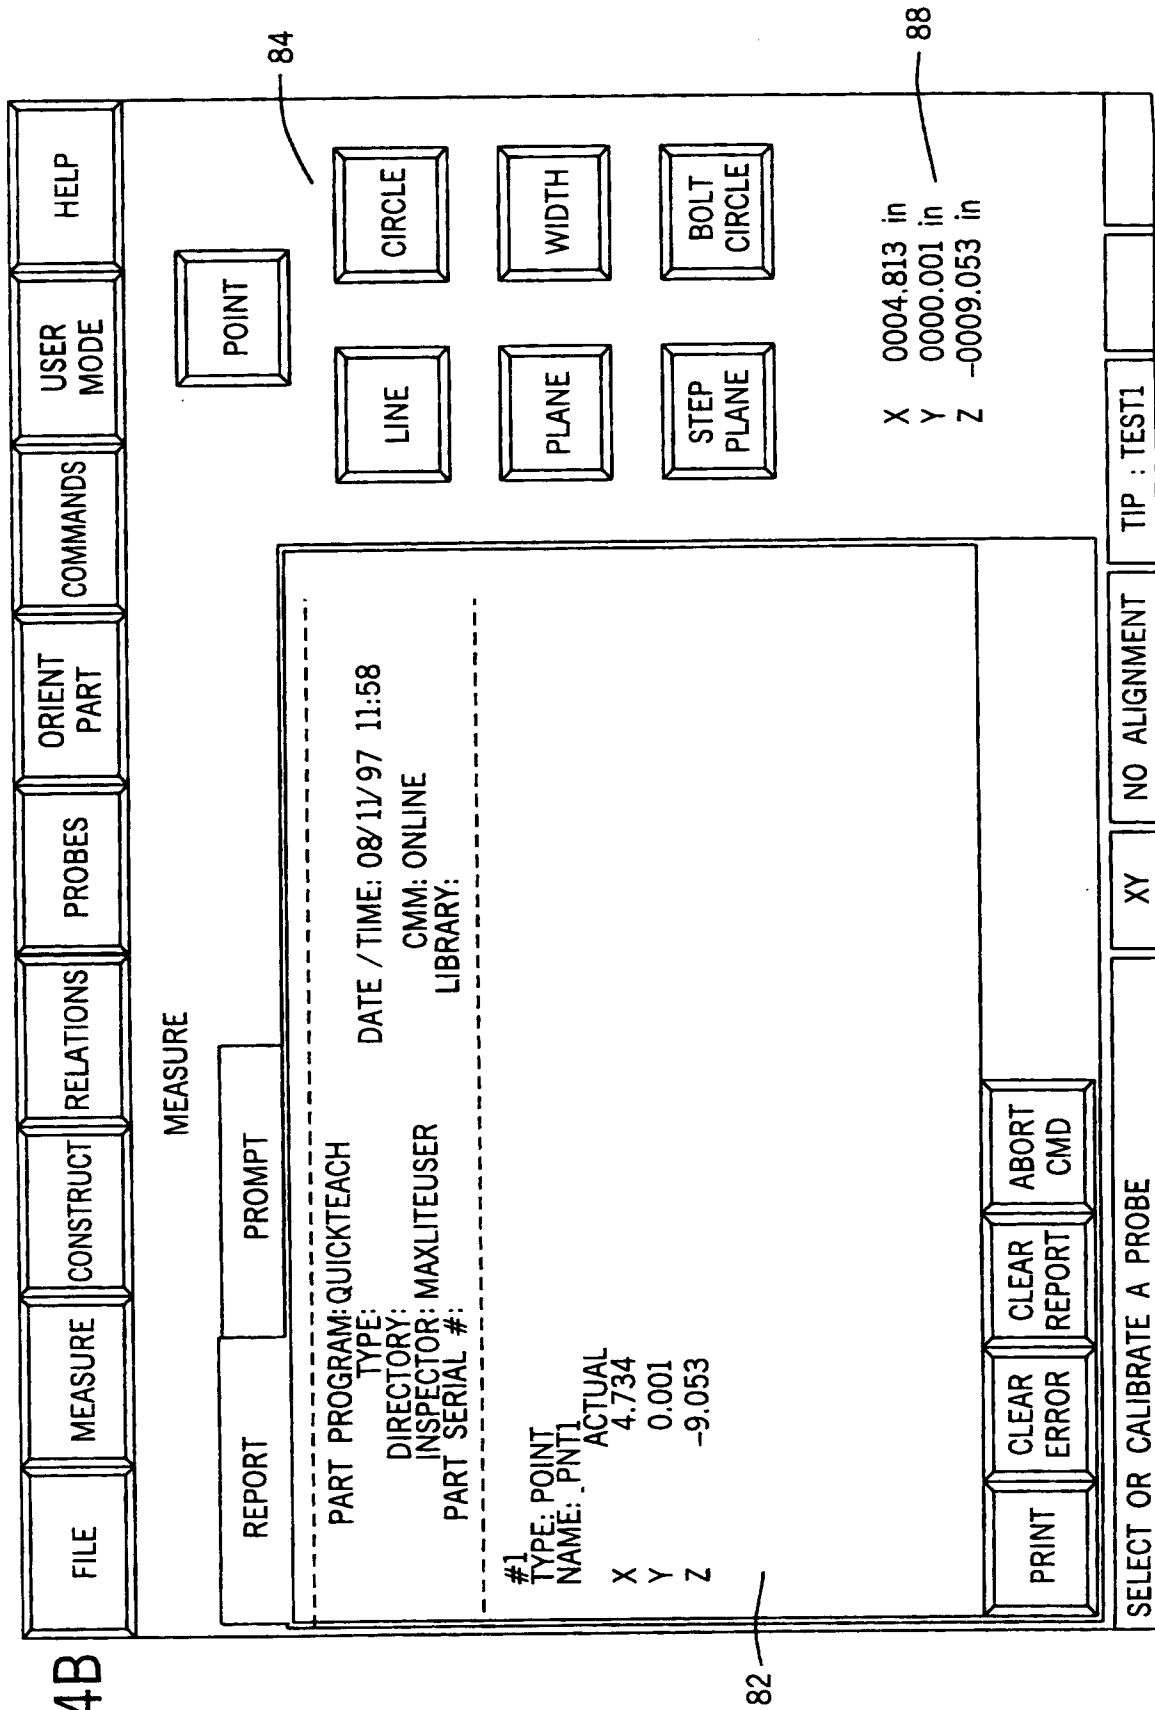 4B
FILE
MEASURE
CONSTRUCT
RELATIONS
PROBES
ORIENT
PART
COMMANDS
USER
MODE
HELP
MEASURE
REPORT
PROMPT
PART PROGRAM: QUICKTEACH
TYPE:
DATE / TIME: 08/11/97 11:58
DIRECTORY:
CMM: ONLINE
INSPECTOR: MAXLITEUSER
LIBRARY:
PART SERIAL #:
#1
TYPE: POINT
NAME: PNT1
ACTUAL
X 4.734
Y 0.001
Z -9.053
82
PRINT
CLEAR
ERROR
CLEAR
REPORT
ABORT
CMD
84
POINT
LINE
CIRCLE
PLANE
WIDTH
STEP
PLANE
BOLT
CIRCLE
X 0004.813 in
Y 0000.001 in
Z -0009.053 in
88
SELECT OR CALIBRATE A PROBE
XY
NO ALIGNMENT
TIP : TEST1